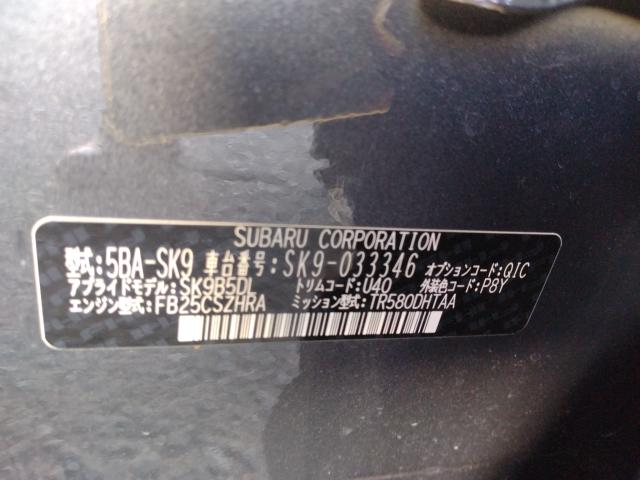 SUBARU CORPORATION
型式:5BA-SK9 車台番号:SK9-033346 オプションコード:QIC
アプライドモデル:SK9B5DL トリムコード:U40 外装色コード:P8Y
エンジン型式:FB25CSZHRA ミッション型式:TR580DHTAA